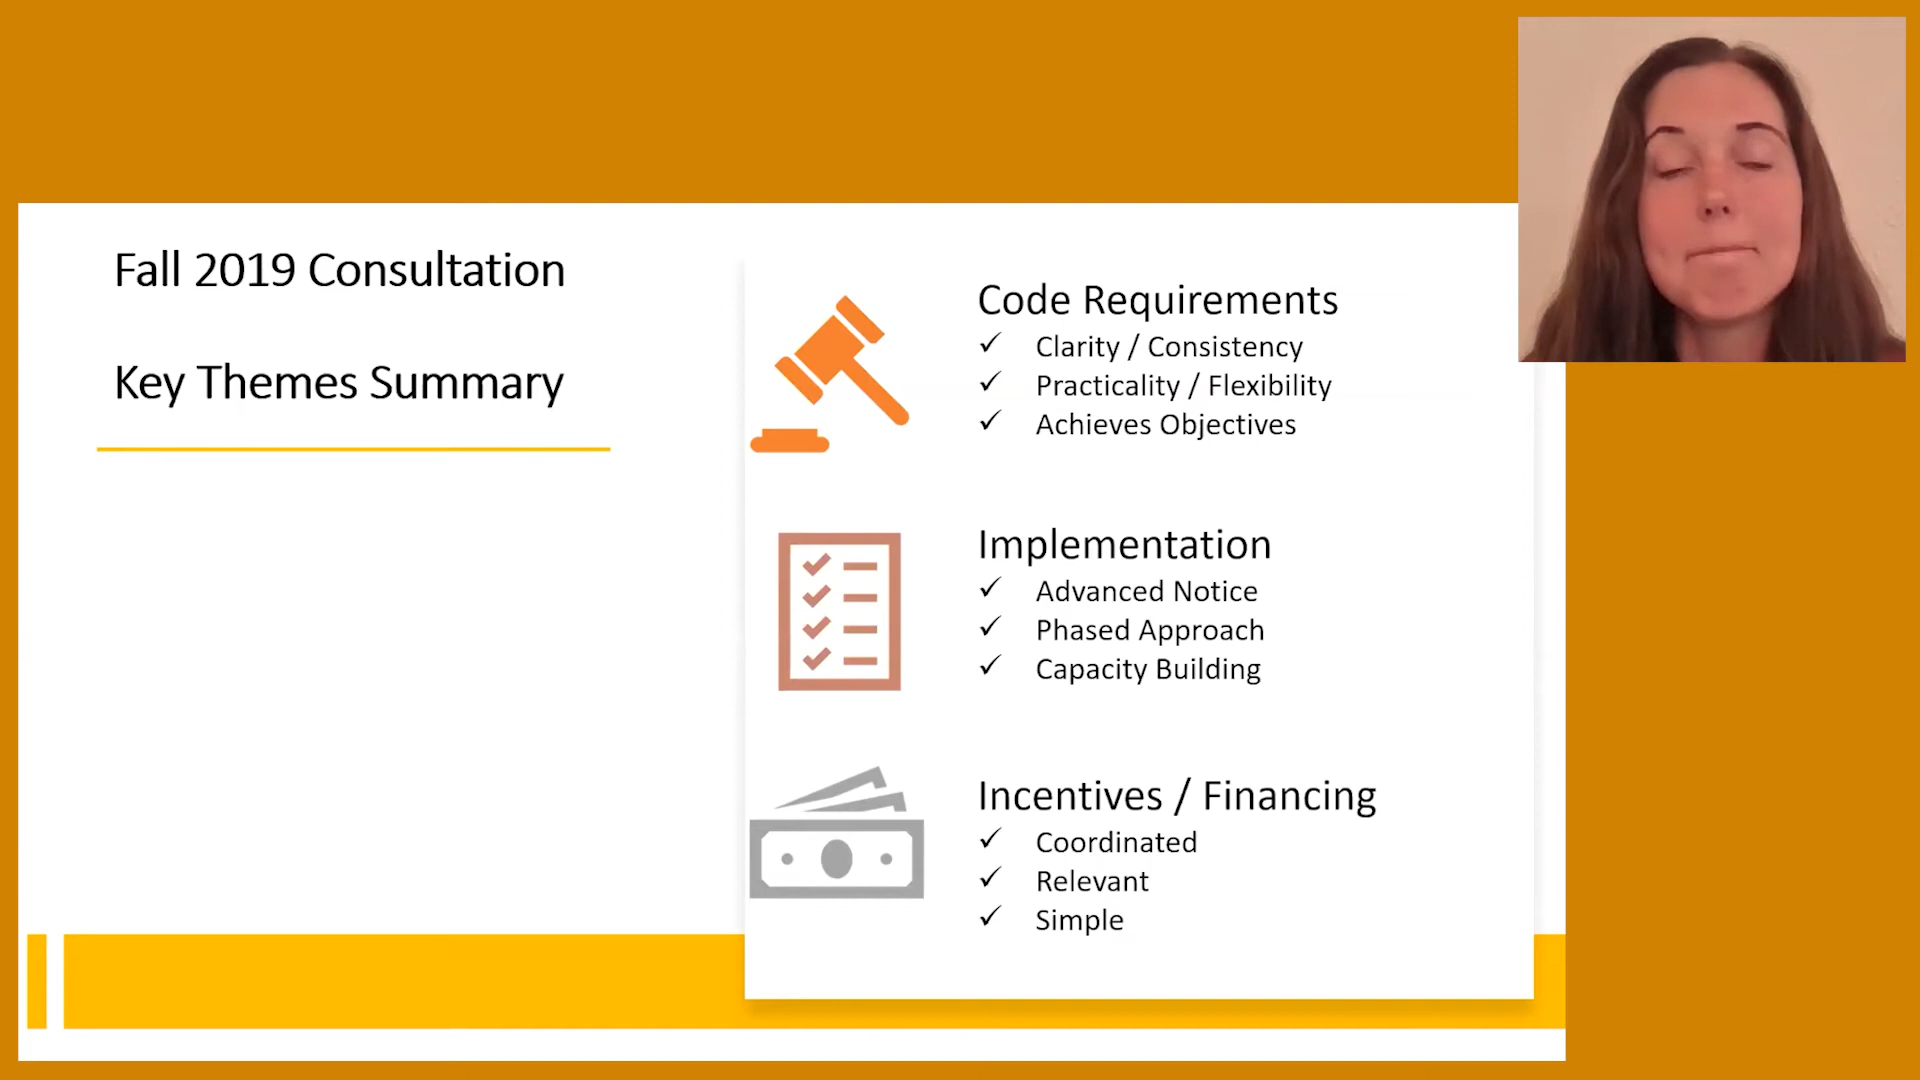 Fall 2019 Consultation
Key Themes Summary
Code Requirements
✓ Clarity / Consistency
✓ Practicality / Flexibility
✓ Achieves Objectives
Implementation
✓ Advanced Notice
✓ Phased Approach
✓ Capacity Building
Incentives / Financing
✓ Coordinated
✓ Relevant
✓ Simple